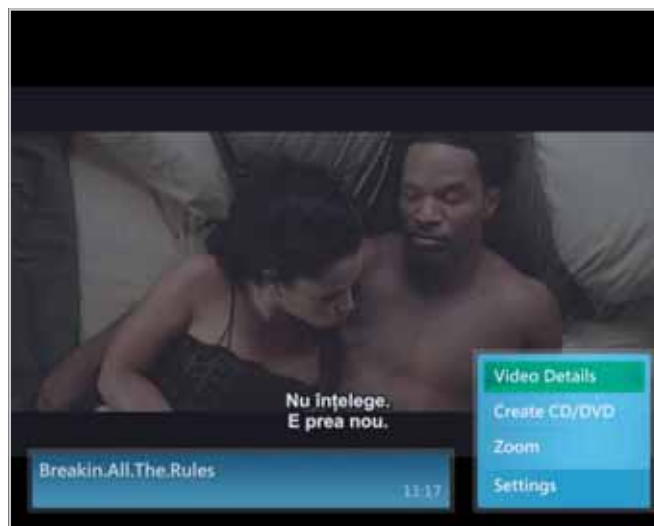 Nu înțelege.
E prea nou.
Breakin.All.The.Rules
11:17
Video Details
Create CD/DVD
Zoom
Settings